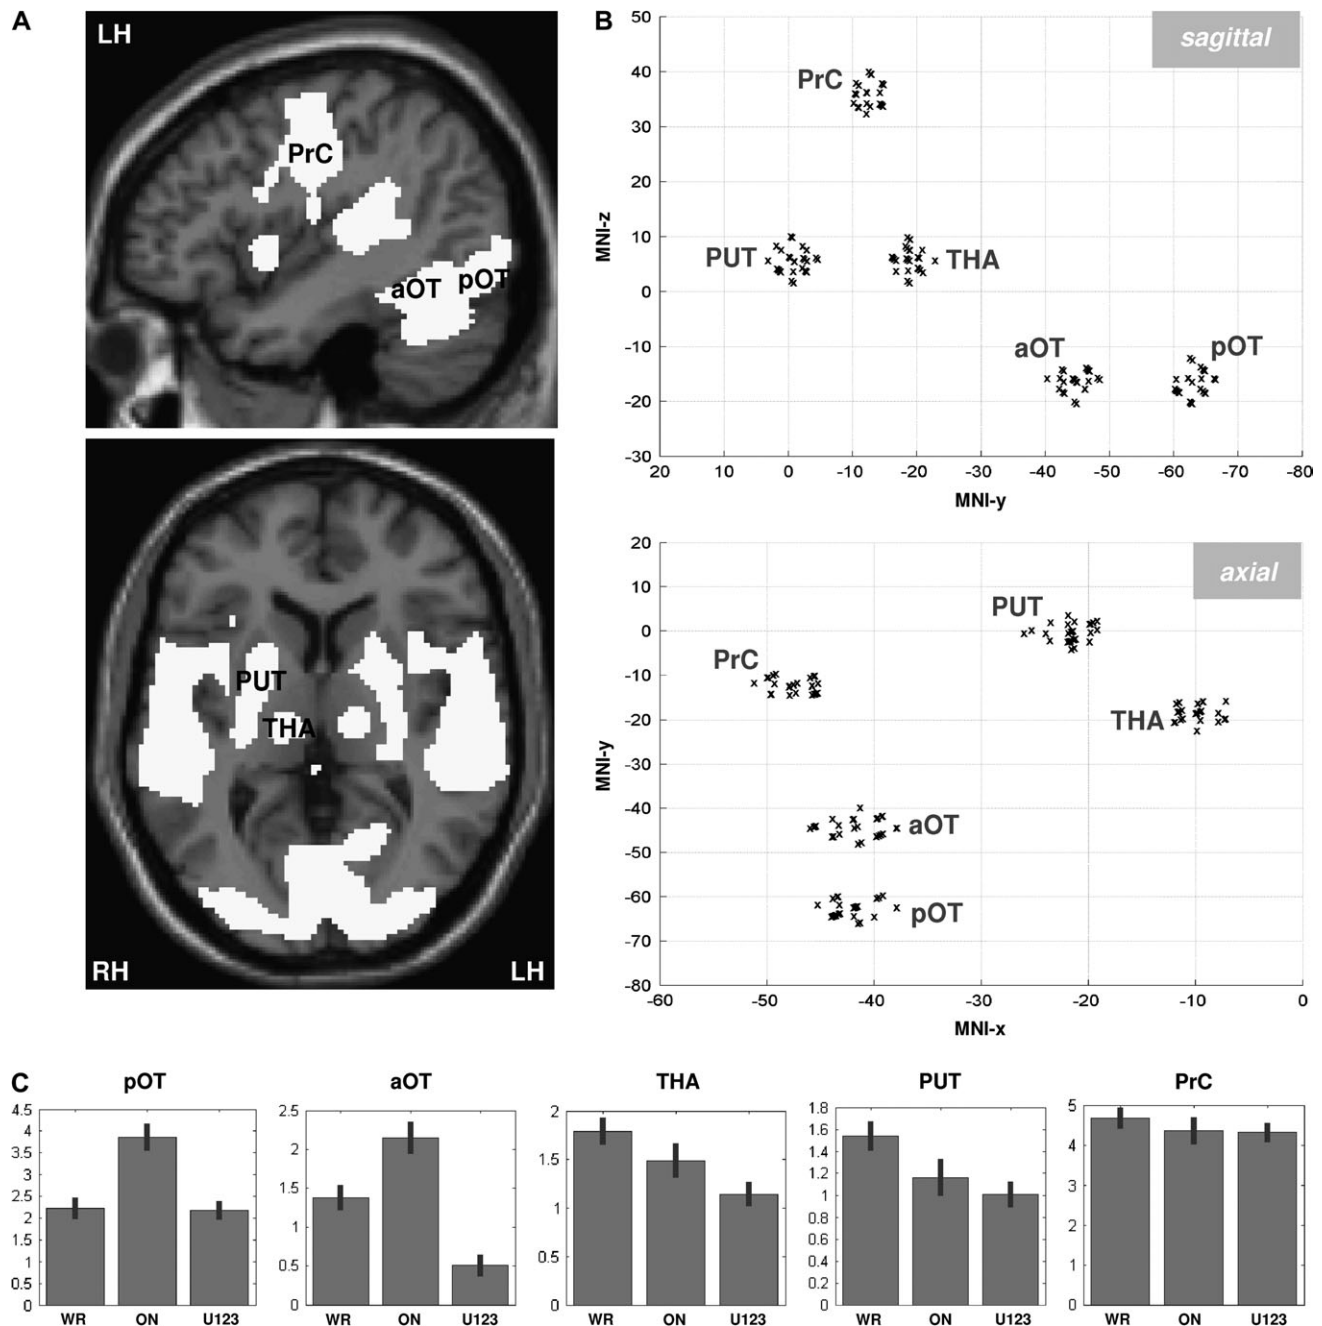 A
LH
PrC
aOT
pOT
PUT
THA
RH
LH
B
sagittal
50
40
30
20
10
0
-10
-20
-30
MNI-z
PrC
PUT
THA
aOT
pOT
20 10 0 -10 -20 -30 -40 -50 -60 -70 -80
MNI-y
axial
20
10
0
-10
-20
-30
-40
-50
-60
-70
-80
MNI-y
PUT
PrC
THA
aOT
pOT
-60 -50 -40 -30 -20 -10 0
MNI-x
C
pOT
4.5
4
3.5
3
2.5
2
1.5
1
0.5
0
WR ON U123
aOT
2.5
2
1.5
1
0.5
0
WR ON U123
THA
2
1.5
1
0.5
0
WR ON U123
PUT
1.8
1.6
1.4
1.2
1
0.8
0.6
0.4
0.2
0
WR ON U123
PrC
5
4
3
2
1
0
WR ON U123